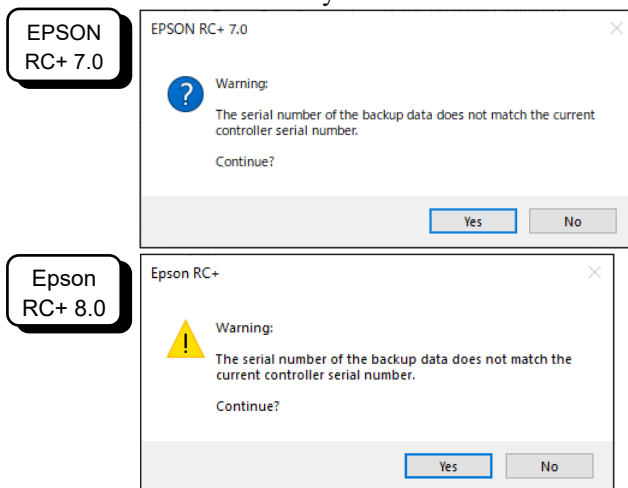 EPSON
RC+ 7.0
EPSON RC+ 7.0
Warning:
The serial number of the backup data does not match the current
controller serial number.
Continue?
Yes No
Epson
RC+ 8.0
Epson RC+
Warning:
The serial number of the backup data does not match the
current controller serial number.
Continue?
Yes No